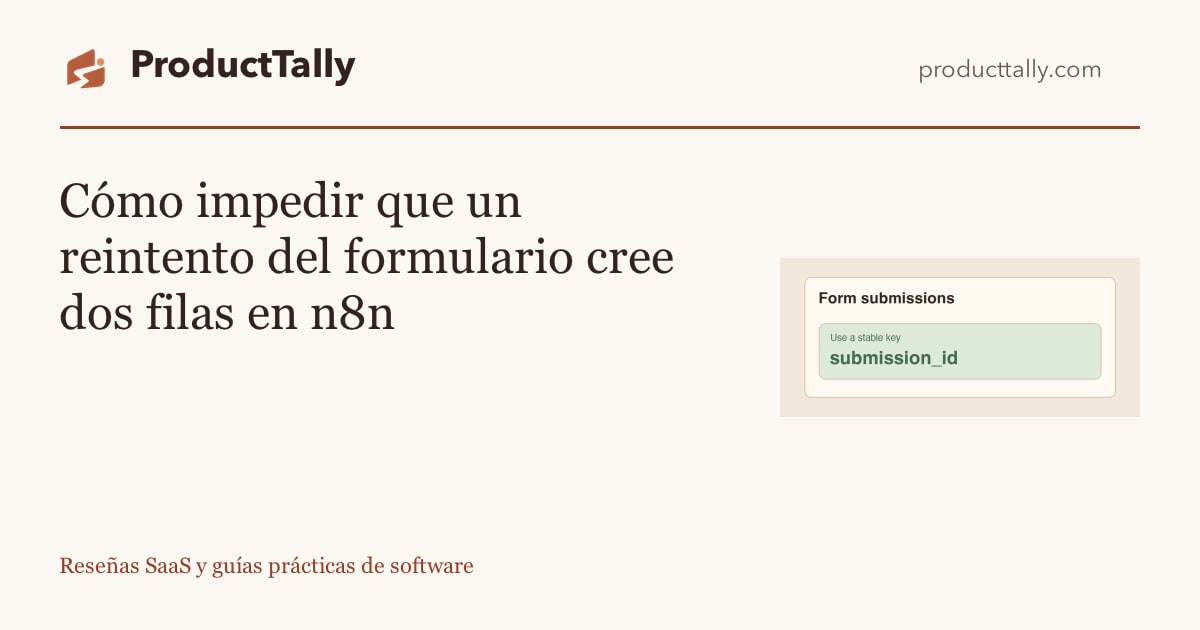 ProductTally
producttally.com
Cómo impedir que un
reintento del formulario cree
dos filas en n8n
Form submissions
Use a stable key
submission_id
Reseñas SaaS y guías prácticas de software